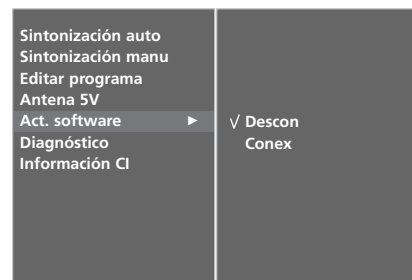 Sintonización auto
Sintonización manu
Editar programa
Antena 5V
Act. software ►
Diagnóstico
Información CI
√ Descon
Conex